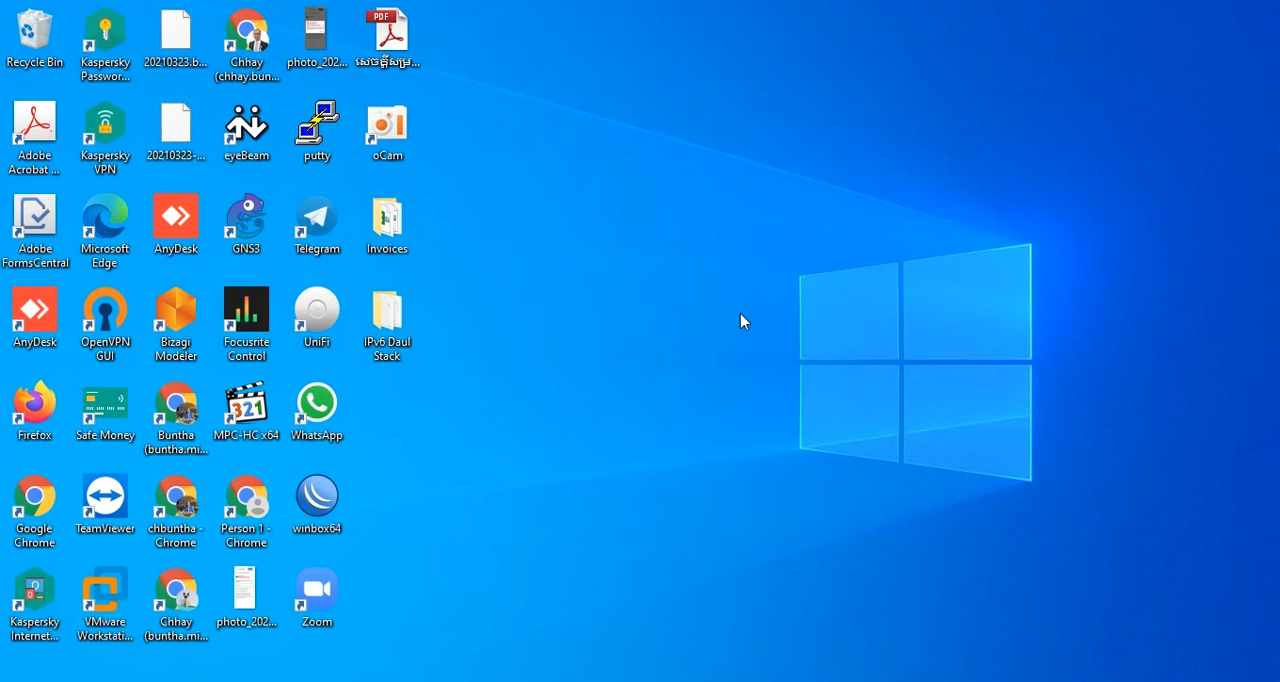 Recycle Bin
Kaspersky
Passwor...
20210323.b...
Chhay
(chhay.bun...
photo_202...
PDF
Adobe
Acrobat ...
Kaspersky
VPN
20210323-...
eyeBeam
putty
oCam
Adobe
FormsCentral
Microsoft
Edge
AnyDesk
GNS3
Telegram
Invoices
AnyDesk
OpenVPN
GUI
Bizagi
Modeler
Focusrite
Control
UniFi
IPv6 Daul
Stack
Firefox
Safe Money
Buntha
(buntha.mi...
321
MPC-HC x64
WhatsApp
Google
Chrome
TeamViewer
chbuntha -
Chrome
Person 1 -
Chrome
winbox64
Kaspersky
Internet...
VMware
Workstati...
Chhay
(buntha.mi...
photo_202...
Zoom